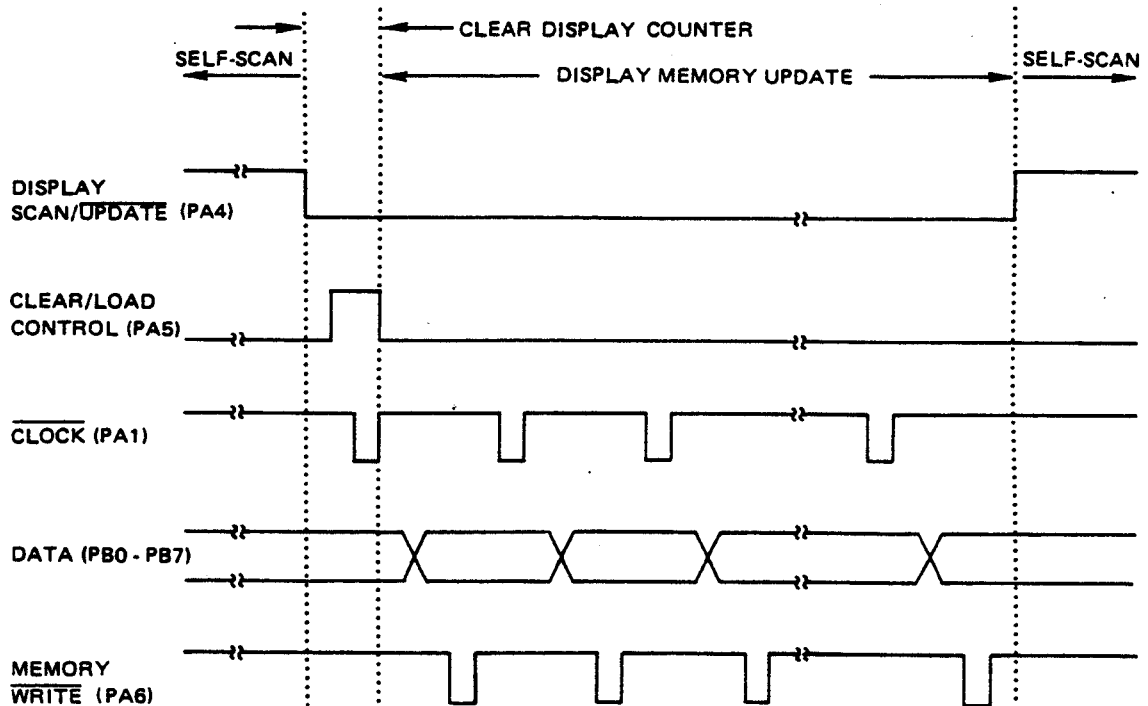 CLEAR DISPLAY COUNTER
SELF-SCAN
DISPLAY MEMORY UPDATE
SELF-SCAN
DISPLAY
SCAN/UPDATE (PA4)
CLEAR/LOAD
CONTROL (PA5)
CLOCK (PA1)
DATA (PB0 - PB7)
MEMORY
WRITE (PA6)